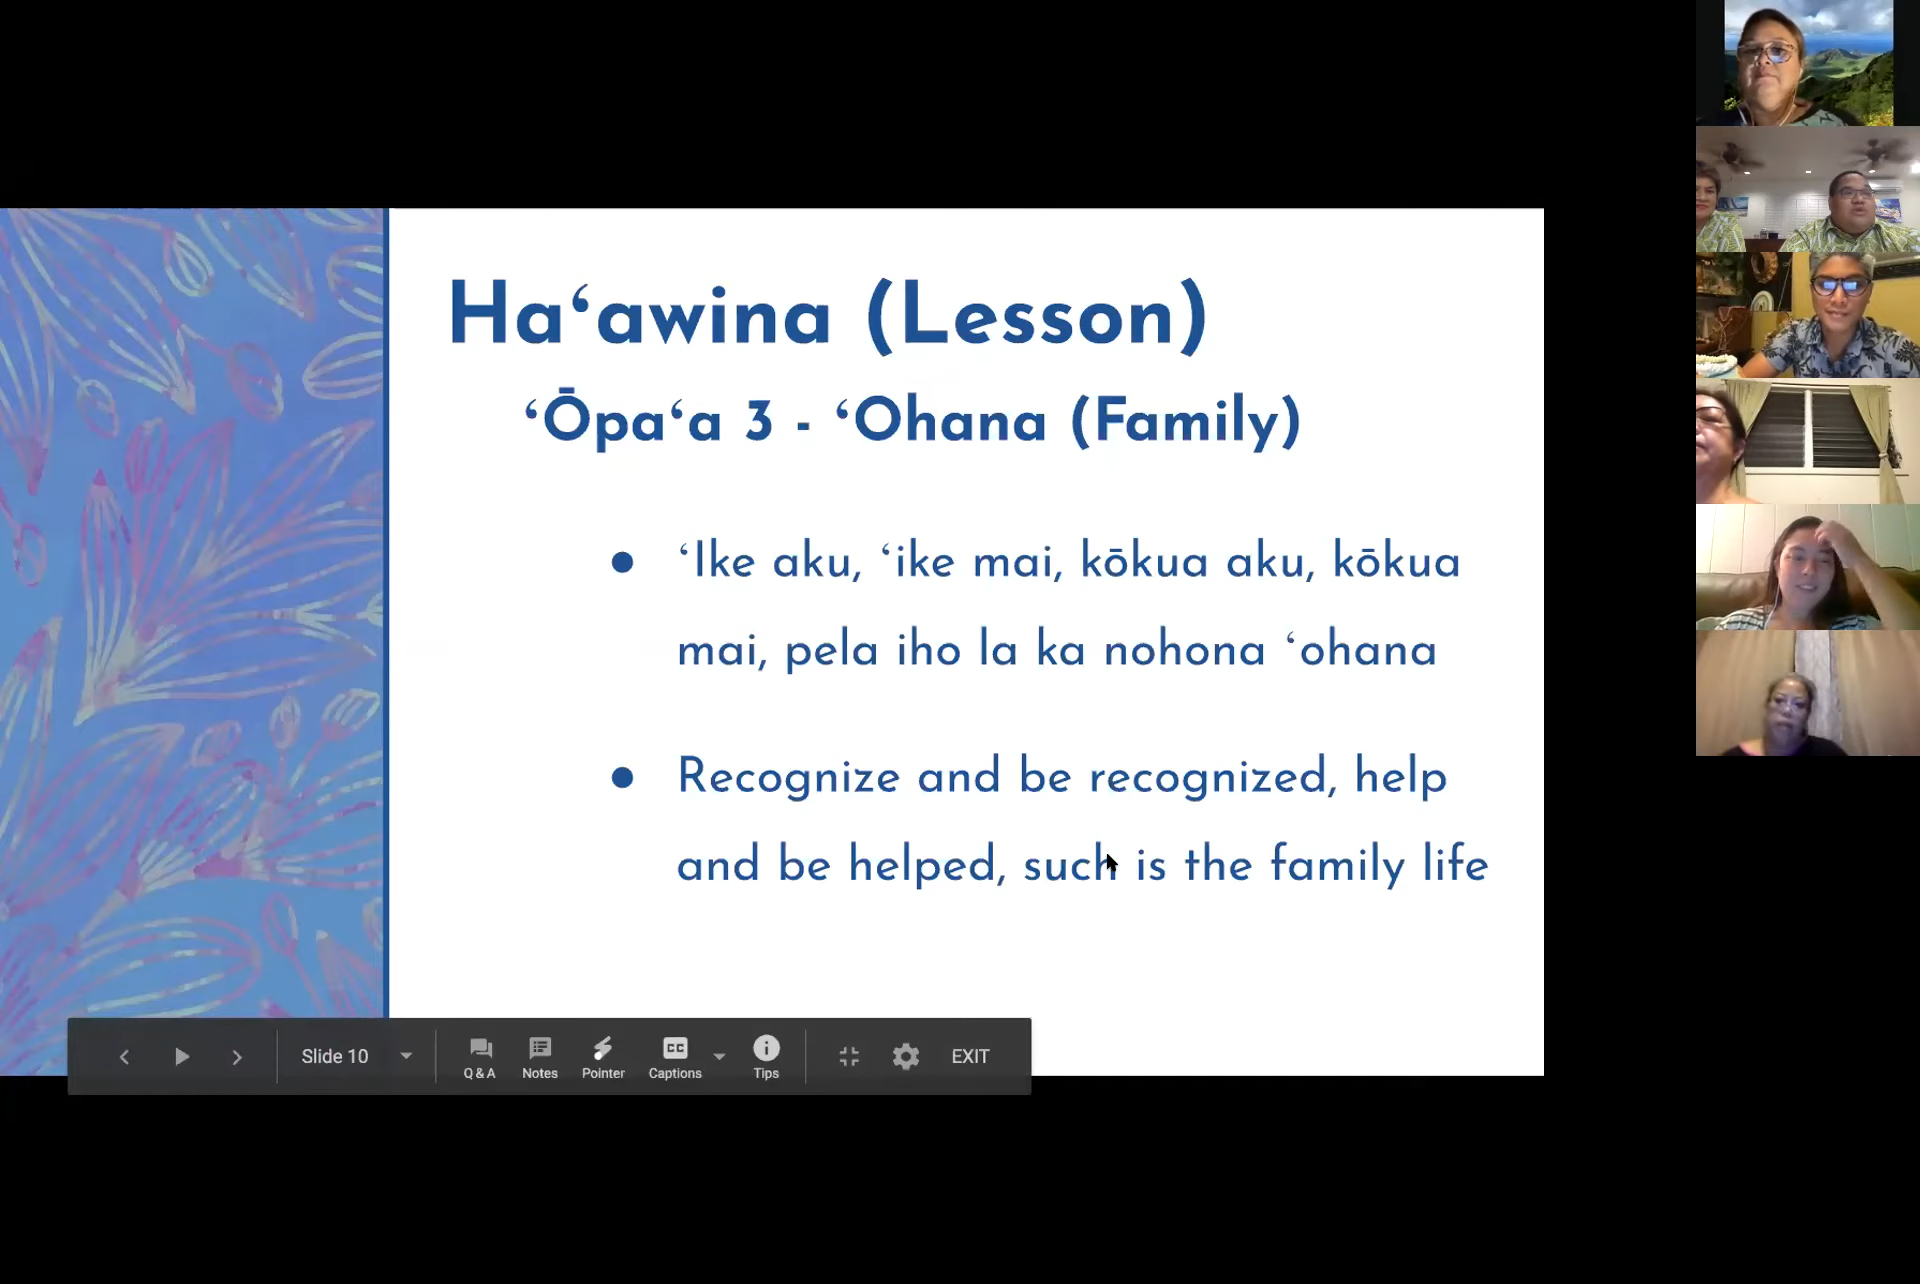 Haʻawina (Lesson)
ʻŌpaʻa 3 - ʻOhana (Family)
● ʻIke aku, ʻike mai, kōkua aku, kōkua
mai, pela iho la ka nohona ʻohana
● Recognize and be recognized, help
and be helped, such is the family life
Slide 10
Q & A
Notes
CC
Pointer
Captions
Tips
EXIT